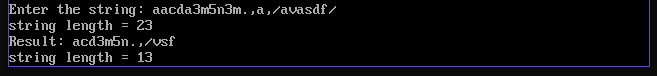 Enter the string: aacda3m5n3m.,a,/avasdf/
string length = 23
Result: acd3m5n.,/vsf
string length = 13